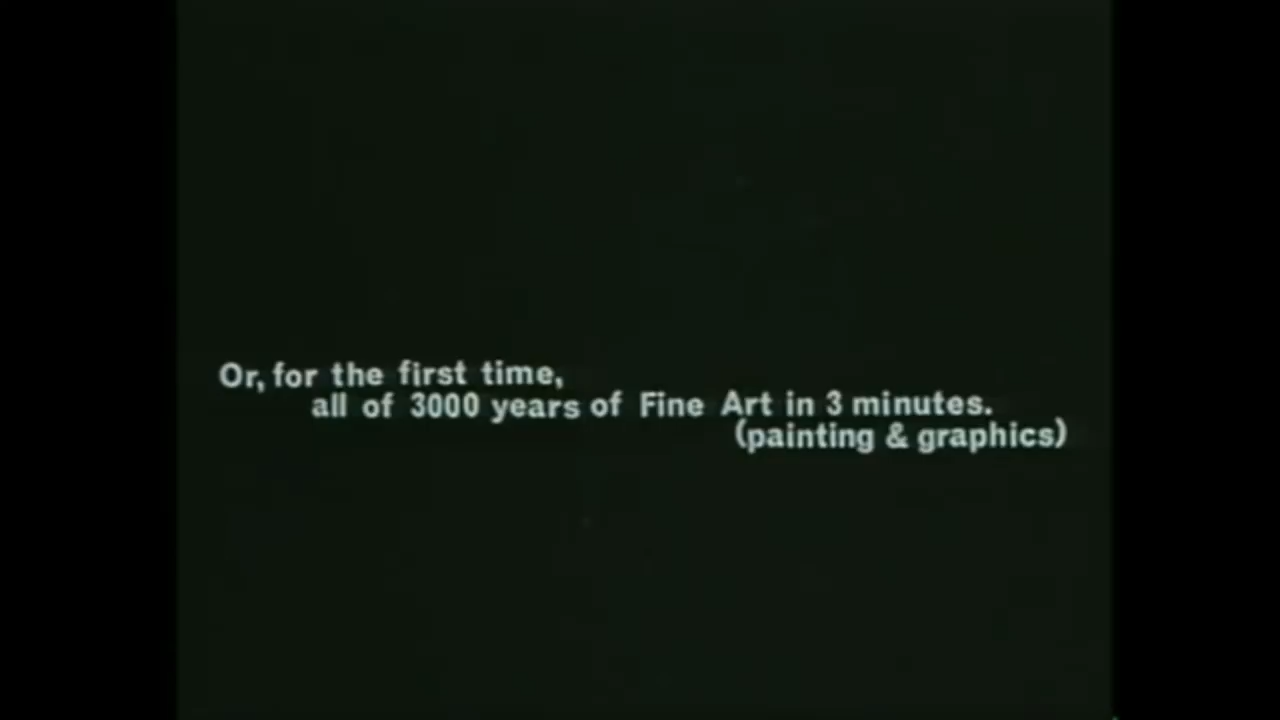 Or, for the first time,
all of 3000 years of Fine Art in 3 minutes.
(painting & graphics)